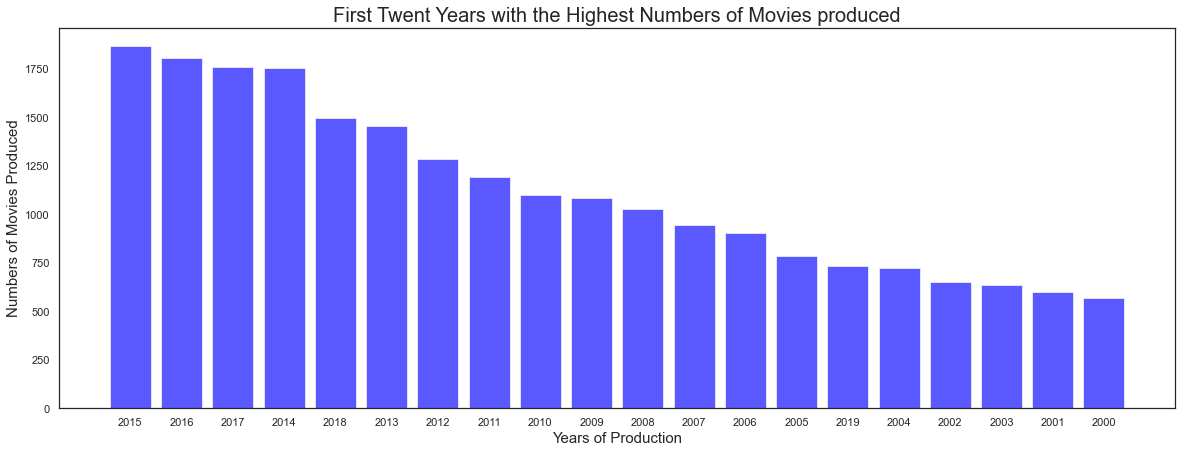 First Twent Years with the Highest Numbers of Movies produced
Numbers of Movies Produced
1750
1500
1250
1000
750
500
250
0
2015 2016 2017 2014 2018 2013 2012 2011 2010 2009 2008 2007 2006 2005 2019 2004 2002 2003 2001 2000
Years of Production